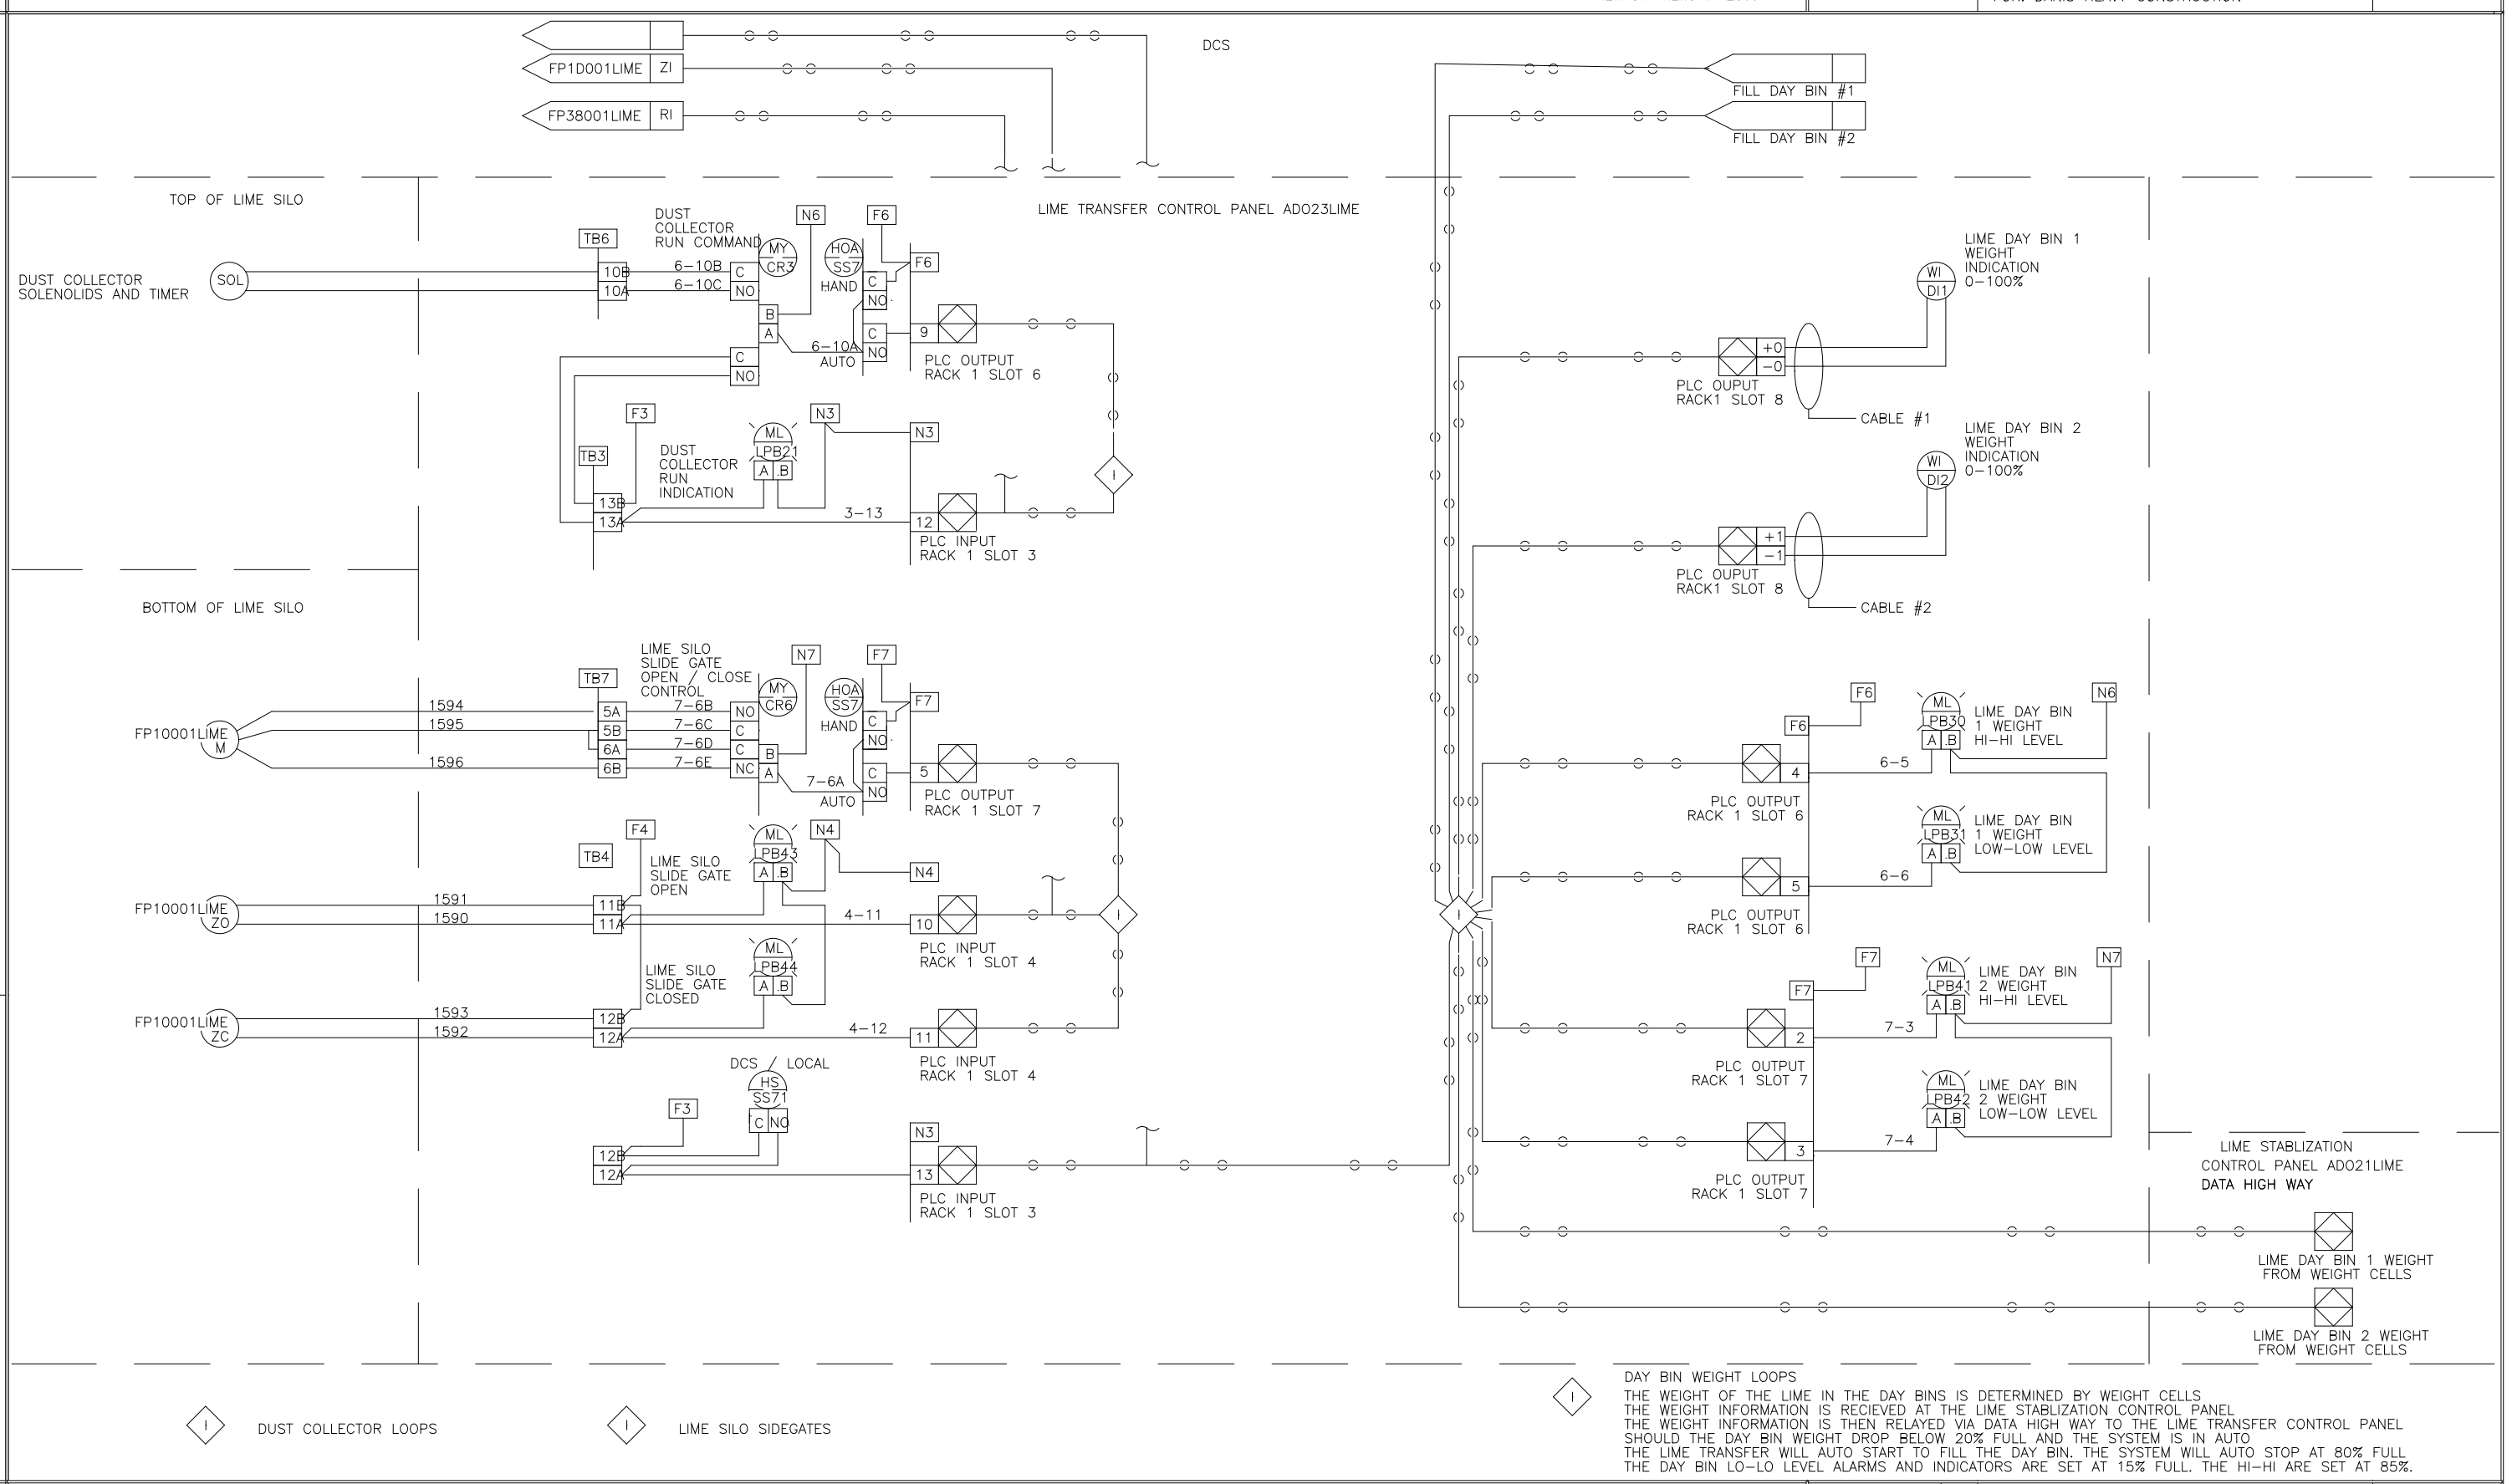 FOR: DAKIS HEAVY CONSTRUCTION
DCS
FP1D001LIME ZI
FP38001LIME RI
FILL DAY BIN #1
FILL DAY BIN #2
TOP OF LIME SILO
LIME TRANSFER CONTROL PANEL ADO23LIME
DUST COLLECTOR
SOLENOLIDS AND TIMER
SOL
TB6
10B
10A
DUST
COLLECTOR
RUN COMMAND
6-10B
6-10C
C
NO
MY
CR3
N6
B
A
6-10A
AUTO
HOA
SS7
HAND
F6
C
NO
C
NO
F6
9
PLC OUTPUT
RACK 1 SLOT 6
C
NO
F3
TB3
13B
13A
DUST
COLLECTOR
RUN
INDICATION
ML
LPB21
A B
N3
N3
3-13
12
PLC INPUT
RACK 1 SLOT 3
I
BOTTOM OF LIME SILO
FP10001LIME
M
1594
1595
1596
TB7
5A
5B
6A
6B
LIME SILO
SLIDE GATE
OPEN / CLOSE
CONTROL
7-6B
7-6C
7-6D
7-6E
NO
C
C
NC
MY
CR6
N7
B
A
7-6A
AUTO
HOA
SS7
HAND
F7
C
NO
C
NO
F7
5
PLC OUTPUT
RACK 1 SLOT 7
FP10001LIME
ZO
1591
1590
TB4
11B
11A
F4
LIME SILO
SLIDE GATE
OPEN
ML
LPB43
A B
N4
N4
4-11
10
PLC INPUT
RACK 1 SLOT 4
I
FP10001LIME
ZC
1593
1592
12B
12A
LIME SILO
SLIDE GATE
CLOSED
ML
LPB44
A B
4-12
11
PLC INPUT
RACK 1 SLOT 4
DCS / LOCAL
HS
SS71
C NO
F3
12B
12A
N3
13
PLC INPUT
RACK 1 SLOT 3
I
LIME DAY BIN 1
WEIGHT
INDICATION
0-100%
WI
DI1
+0
-0
PLC OUPUT
RACK1 SLOT 8
CABLE #1
LIME DAY BIN 2
WEIGHT
INDICATION
0-100%
WI
DI2
+1
-1
PLC OUPUT
RACK1 SLOT 8
CABLE #2
F6
F6
4
PLC OUTPUT
RACK 1 SLOT 6
6-5
ML
LPB30
A B
LIME DAY BIN
1 WEIGHT
HI-HI LEVEL
N6
5
PLC OUTPUT
RACK 1 SLOT 6
6-6
ML
LPB31
A B
LIME DAY BIN
1 WEIGHT
LOW-LOW LEVEL
F7
F7
2
PLC OUTPUT
RACK 1 SLOT 7
7-3
ML
LPB41
A B
LIME DAY BIN
2 WEIGHT
HI-HI LEVEL
N7
3
PLC OUTPUT
RACK 1 SLOT 7
7-4
ML
LPB42
A B
LIME DAY BIN
2 WEIGHT
LOW-LOW LEVEL
LIME STABLIZATION
CONTROL PANEL ADO21LIME
DATA HIGH WAY
LIME DAY BIN 1 WEIGHT
FROM WEIGHT CELLS
LIME DAY BIN 2 WEIGHT
FROM WEIGHT CELLS
I DUST COLLECTOR LOOPS
I LIME SILO SIDEGATES
I
DAY BIN WEIGHT LOOPS
THE WEIGHT OF THE LIME IN THE DAY BINS IS DETERMINED BY WEIGHT CELLS
THE WEIGHT INFORMATION IS RECIEVED AT THE LIME STABLIZATION CONTROL PANEL
THE WEIGHT INFORMATION IS THEN RELAYED VIA DATA HIGH WAY TO THE LIME TRANSFER CONTROL PANEL
SHOULD THE DAY BIN WEIGHT DROP BELOW 20% FULL AND THE SYSTEM IS IN AUTO
THE LIME TRANSFER WILL AUTO START TO FILL THE DAY BIN. THE SYSTEM WILL AUTO STOP AT 80% FULL
THE DAY BIN LO-LO LEVEL ALARMS AND INDICATORS ARE SET AT 15% FULL. THE HI-HI ARE SET AT 85%.